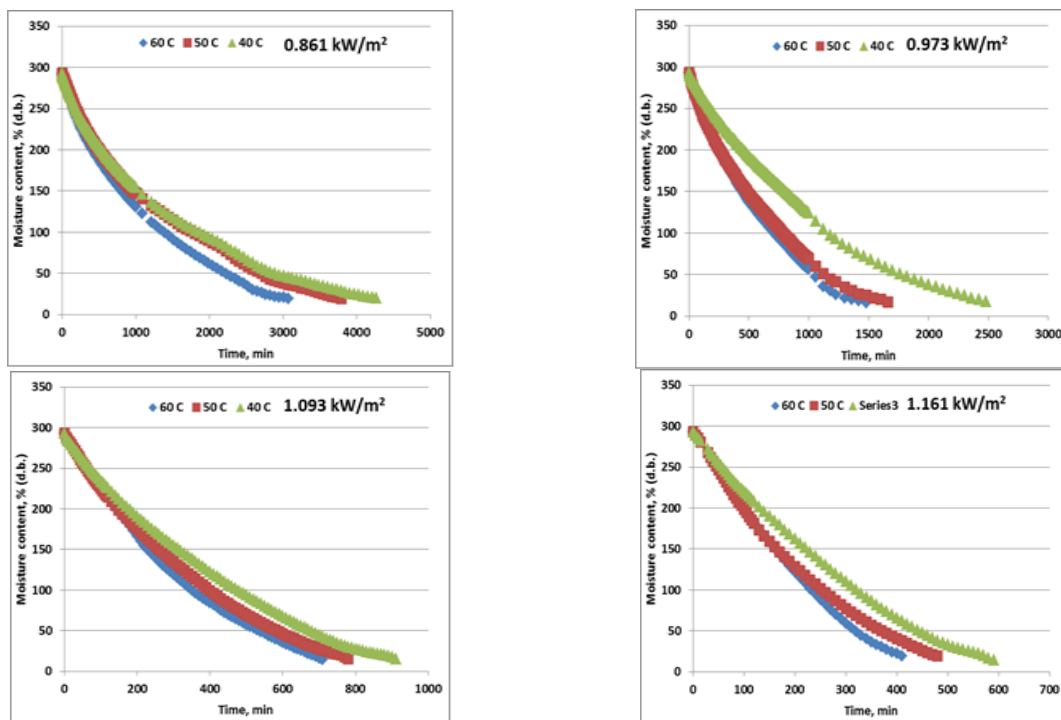 60 C 50 C 40 C 0.861 kW/m²
Moisture content, % (d.b.)
350
300
250
200
150
100
50
0
0 1000 2000 3000 4000 5000
Time, min
60 C 50 C 40 C 0.973 kW/m²
Moisture content, % (d.b.)
350
300
250
200
150
100
50
0
0 500 1000 1500 2000 2500 3000
Time, min
60 C 50 C 40 C 1.093 kW/m²
Moisture content, % (d.b.)
350
300
250
200
150
100
50
0
0 200 400 600 800 1000
Time, min
60 C 50 C Series3 1.161 kW/m²
Moisture content, % (d.b.)
350
300
250
200
150
100
50
0
0 100 200 300 400 500 600 700
Time, min